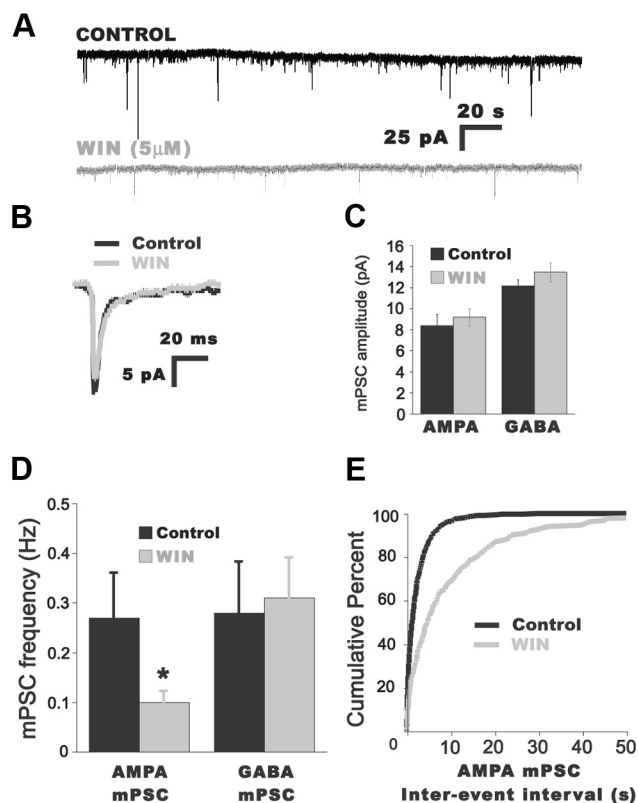 A
CONTROL
20 s
25 pA
WIN (5µM)
B
Control
WIN
20 ms
5 pA
C
mPSC amplitude (pA)
16
14
12
10
8
6
4
2
0
Control
WIN
AMPA GABA
D
mPSC frequency (Hz)
0.5
0.4
0.3
0.2
0.1
0
Control
WIN
*
AMPA GABA
mPSC mPSC
E
Cumulative Percent
100
80
60
40
20
Control
WIN
0 10 20 30 40 50
AMPA mPSC
Inter-event interval (s)